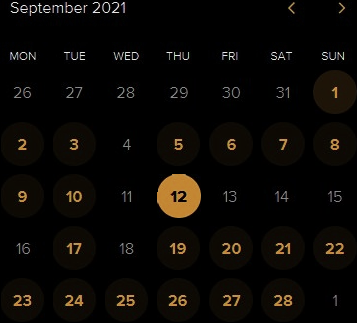 September 2021 < >
MON TUE WED THU FRI SAT SUN
26 27 28 29 30 31 1
2 3 4 5 6 7 8
9 10 11 12 13 14 15
16 17 18 19 20 21 22
23 24 25 26 27 28 1